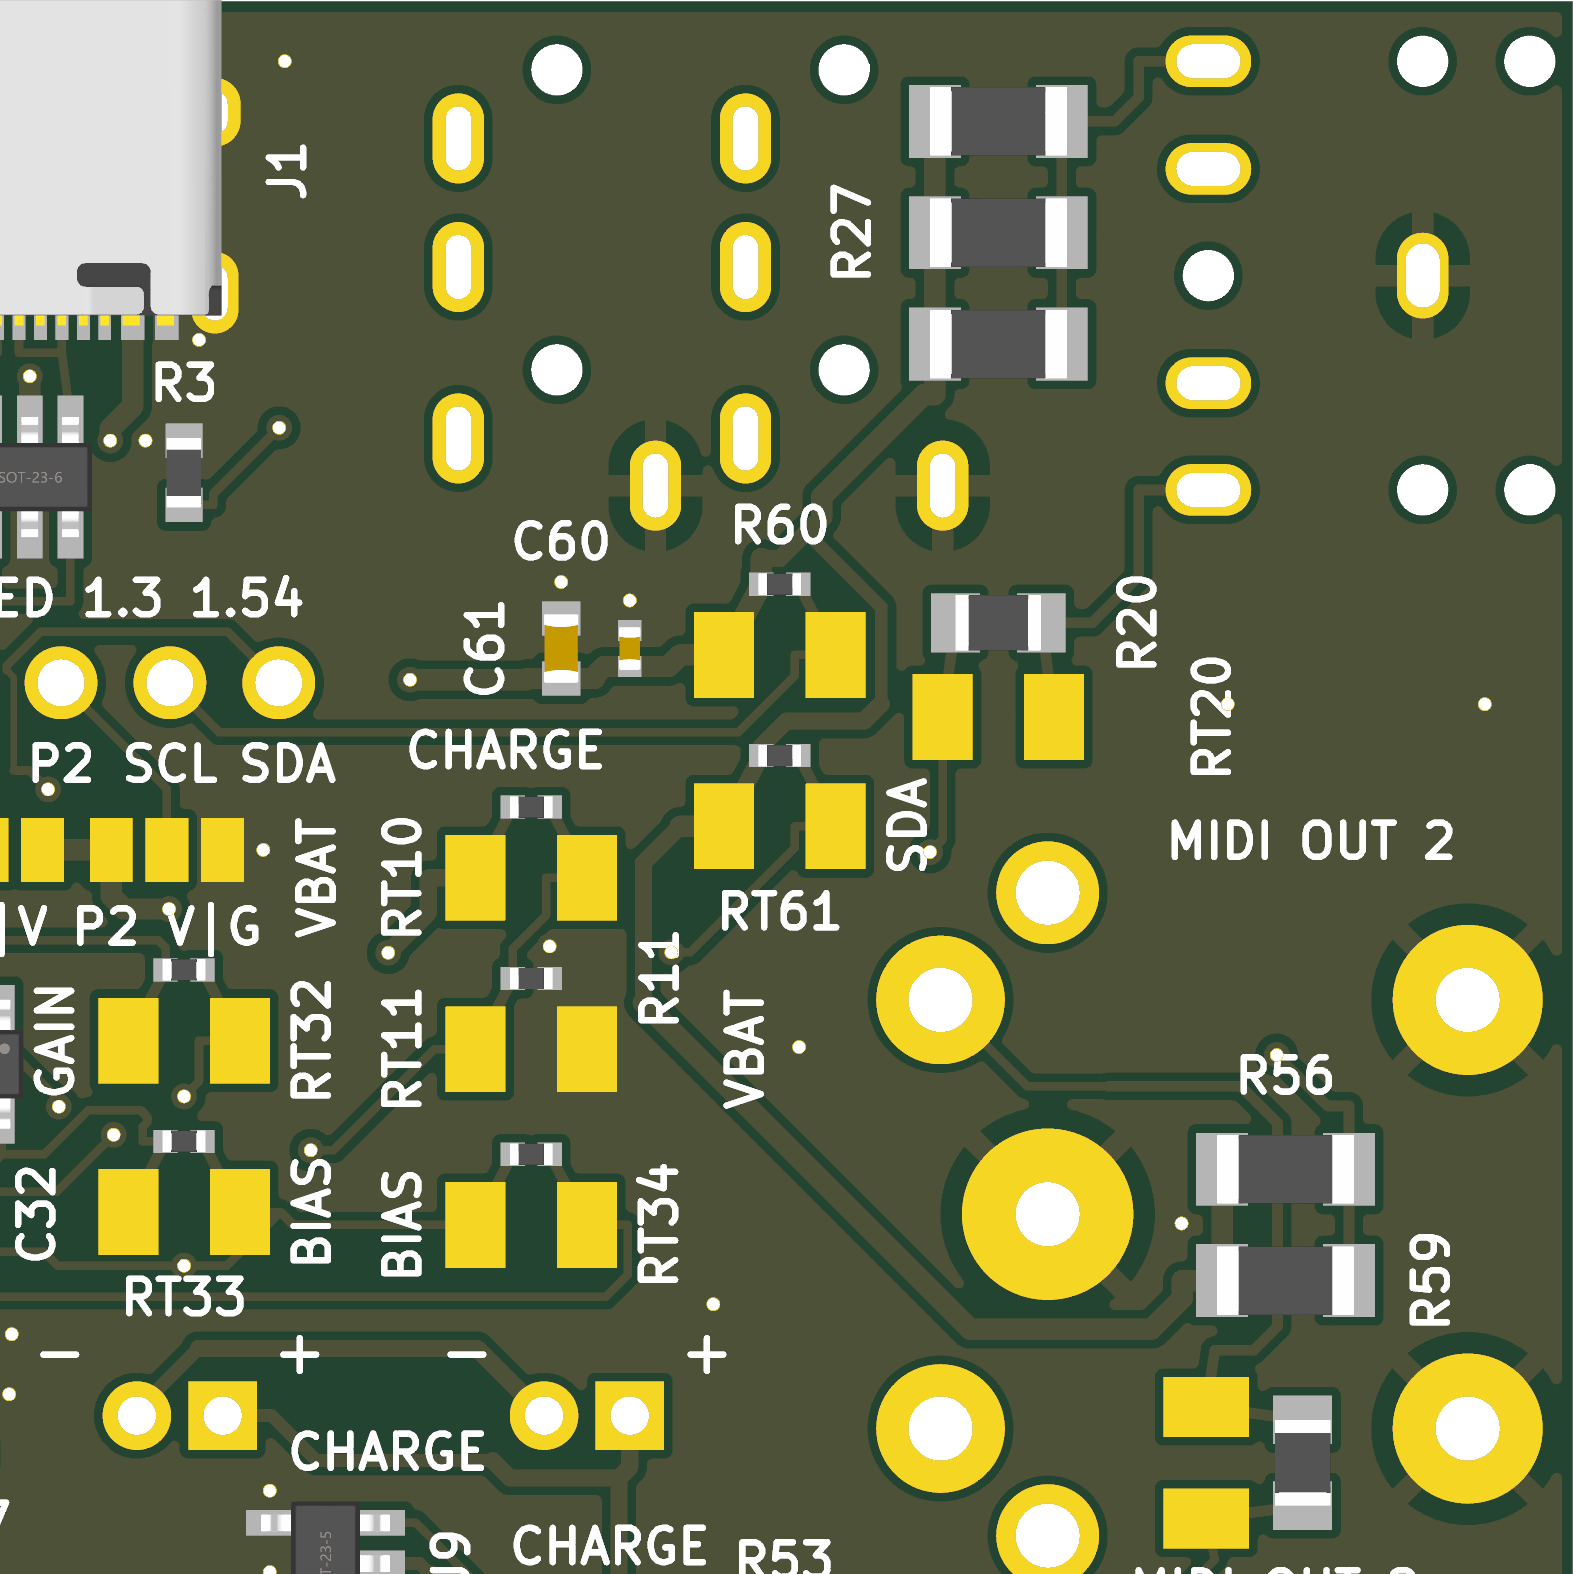 J1
R27
R3
SOT-23-6
C60
R60
ED 1.3 1.54
C61
R20
RT20
P2 SCL SDA
CHARGE
SDA
MIDI OUT 2
VBAT
RT10
|V P2 V|G
RT61
R11
VBAT
GAIN
RT32
RT11
R56
C32
BIAS
BIAS
RT34
R59
RT33
- + - +
CHARGE
CHARGE
R53